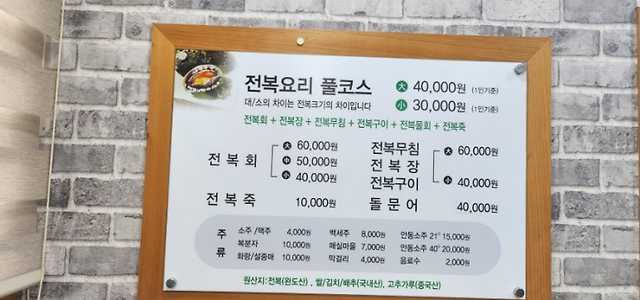 전복요리 풀코스 大 40,000원 (1인기준)
대/소의 차이는 전복크기의 차이입니다 小 30,000원 (1인기준)
전복회 + 전복장 + 전복무침 + 전복구이 + 전복물회 + 전복죽
전복회 大 60,000원
中 50,000원
小 40,000원
전복무침
전복장
전복구이
大 60,000원
小 40,000원
전복죽 10,000원
돌문어 40,000원
주류
소주 /맥주 4,000원 백세주 8,000원 안동소주 21° 15,000원
복분자 10,000원 매실마을 7,000원 안동소주 40° 20,000원
화랑/설중매 10,000원 막걸리 4,000원 음료수 2,000원
원산지:전복(완도산) , 쌀/김치/배추(국내산), 고추가루(중국산)